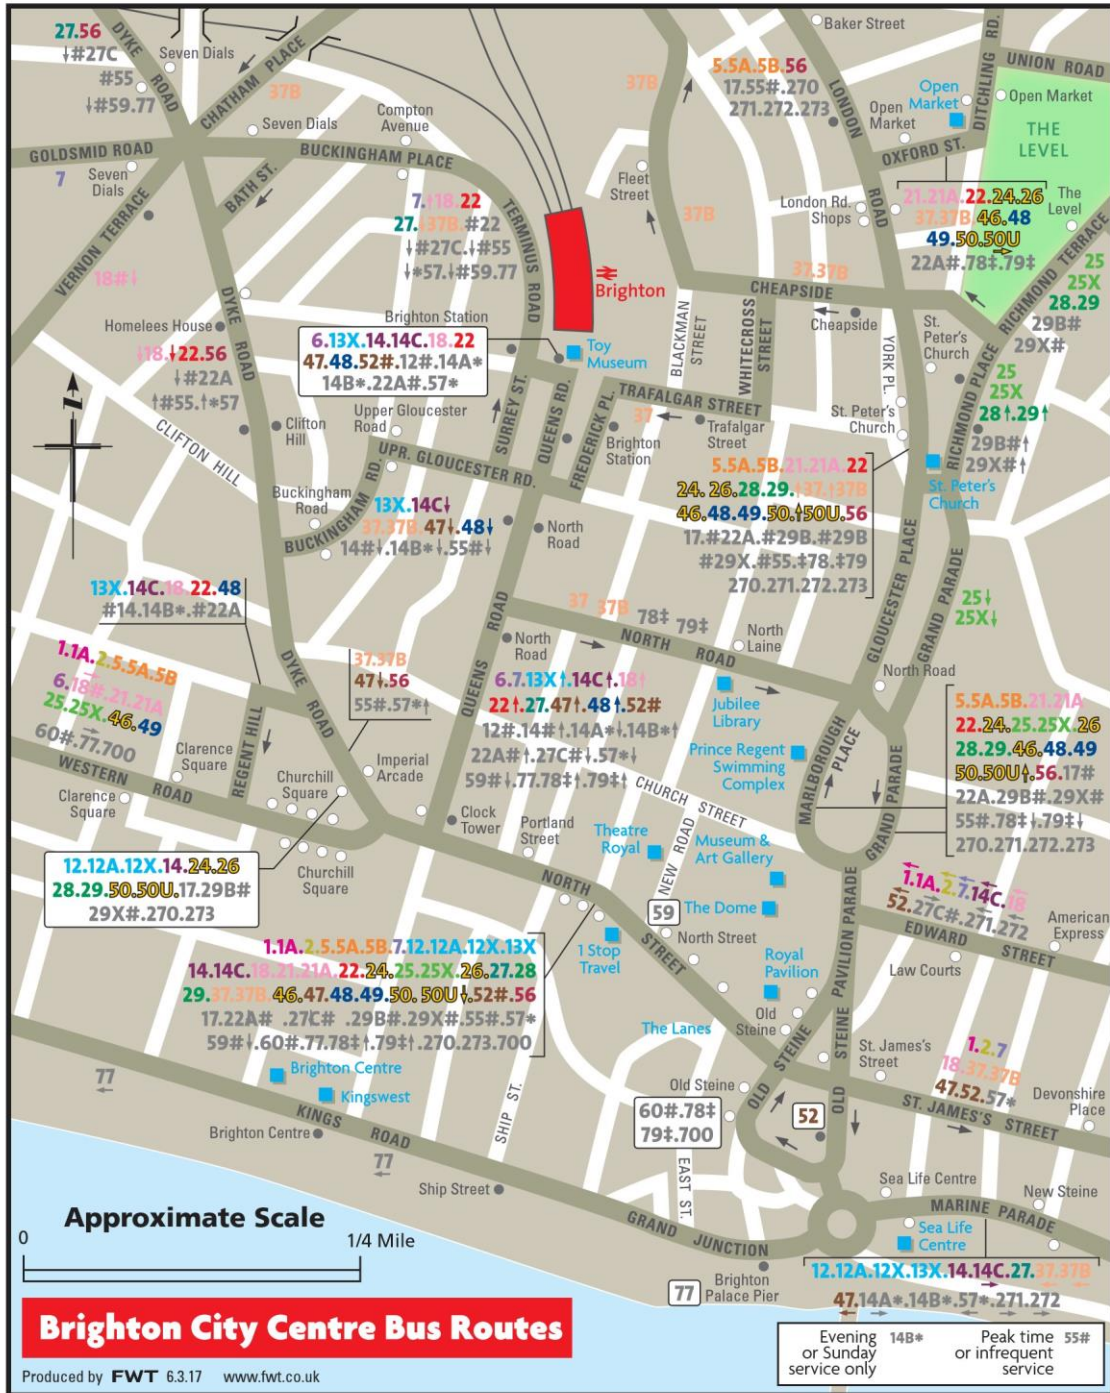 27.56
↓#27C
#55
↓#59.77
DYKE ROAD
Seven Dials
CHATHAM PLACE
37B
Seven Dials
Compton
Avenue
GOLDSMID ROAD
BUCKINGHAM PLACE
7
Seven
Dials
BATH ST.
VERNON TERRACE
18#↓
7.↑18.22
27.↓37B.#22
↓#27C.↓#55
↓*57.↓#59.77
TERMINUS ROAD
Brighton
37B
Fleet
Street
5.5A.5B.56
17.55#.270
271.272.273
Baker Street
LONDON ROAD
DITCHLING RD.
UNION ROAD
Open
Market
Open Market
Open
Market
OXFORD ST.
THE
LEVEL
The
Level
London Rd.
Shops
21.21A.22.24.26
37.37B.46.48
49.50.50U
22A#.78‡.79‡
RICHMOND TERRACE
25
25X
28.29
29B#
29X#
37.37B
CHEAPSIDE
Cheapside
BLACKMAN STREET
WHITECROSS STREET
YORK PL.
St.
Peter's
Church
DYKE ROAD
Homelees House
↓18.↓22.56
↓#22A
↑#55.↑*57
Brighton Station
6.13X.14.14C.18.22
47.48.52#.12#.14A*
14B*.22A#.57*
Toy
Museum
TRAFALGAR STREET
37
Trafalgar
Street
Brighton
Station
St. Peter's
Church
RICHMOND PLACE
25
25X
28↑.29↑
29B#↑
29X#↑
St. Peter's
Church
N
CLIFTON HILL
Clifton
Hill
Upper Gloucester
Road
UPR. GLOUCESTER RD.
SURREY ST.
QUEENS RD.
FREDERICK PL.
Buckingham
Road
BUCKINGHAM RD.
13X.14C↓
37.37B.47↓.48↓
14#↓.14B*↓.55#↓
North
Road
5.5A.5B.21.21A.22
24.26.28.29.↑37.↑37B
46.48.49.50.↑50U.56
17.#22A.#29B.#29B
#29X.#55.‡78.‡79
270.271.272.273
GLOUCESTER PLACE
GRAND PARADE
25↓
25X↓
13X.14C.18.22.48
#14.14B*.#22A
1.1A.2.5.5A.5B
6.18#.21.21A
25.25X.46.49
60#.77.700
37.37B
47↓.56
55#.57*↑
DYKE ROAD
QUEENS ROAD
37 37B 78‡ 79‡
NORTH ROAD
North
Road
North
Laine
North Road
6.7.13X↑.14C↑.18↑
22↑.27.47↑.48↑.52#
12#.14#↑.14A*↓.14B*↑
22A#↑.27C#↓.57*↓
59#↓.77.78‡↑.79‡↑
Jubilee
Library
Prince Regent
Swimming
Complex
MARLBOROUGH PLACE
GRAND PARADE
5.5A.5B.21.21A
22.24.25.25X.26
28.29.46.48.49
50.50U↑.56.17#
22A.29B#.29X#
55#.78‡↓.79‡↓
270.271.272.273
WESTERN ROAD
Clarence
Square
Clarence
Square
REGENT HILL
Churchill
Square
Imperial
Arcade
Clock
Tower
Churchill
Square
Portland
Street
CHURCH STREET
NEW ROAD
Theatre
Royal
Museum &
Art Gallery
12.12A.12X.14.24.26
28.29.50.50U.17.29B#
29X#.270.273
NORTH STREET
59
The Dome
North Street
1 Stop
Travel
Royal
Pavilion
Old
Steine
STEINE PAVILION PARADE
1.1A.2.7.14C.18
52.27C#.271.272
EDWARD STREET
American
Express
Law Courts
1.1A.2.5.5A.5B.7.12.12A.12X.13X
14.14C.18.21.21A.22.24.25.25X.26.27.28
29.37.37B.46.47.48.49.50.50U↓.52#.56
17.22A# .27C# .29B#.29X#.55#.57*
59#↓.60#.77.78‡↑.79‡↑.270.273.700
The Lanes
St. James's
Street
1.2.7
18.37.37B
47.52.57*
Devonshire
Place
ST. JAMES'S STREET
Old Steine
OLD STEINE
OLD
60#.78‡
79‡.700
52
77
Brighton Centre
Kingswest
Brighton Centre
KINGS ROAD
77
SHIP ST.
EAST ST.
Ship Street
Sea Life Centre
New Steine
MARINE PARADE
Sea Life
Centre
GRAND JUNCTION
Brighton
Palace Pier
77
12.12A.12X.13X.14.14C.27.37.37B
47.14A*.14B*.57*.271.272
Approximate Scale
0 1/4 Mile
Brighton City Centre Bus Routes
Produced by FWT 6.3.17 www.fwt.co.uk
Evening 14B* Peak time 55#
or Sunday or infrequent
service only service